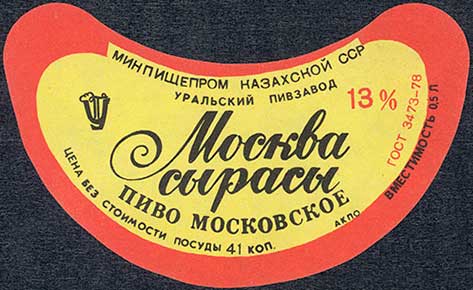 МИНПИЩЕПРОМ КАЗАХСКОЙ ССР
УРАЛЬСКИЙ ПИВЗАВОД
13%
Москва
сырасы
ПИВО МОСКОВСКОЕ
ЦЕНА БЕЗ СТОИМОСТИ ПОСУДЫ 41 КОП.
АКПО
ГОСТ 3473-78
ВМЕСТИМОСТЬ 0,5 Л